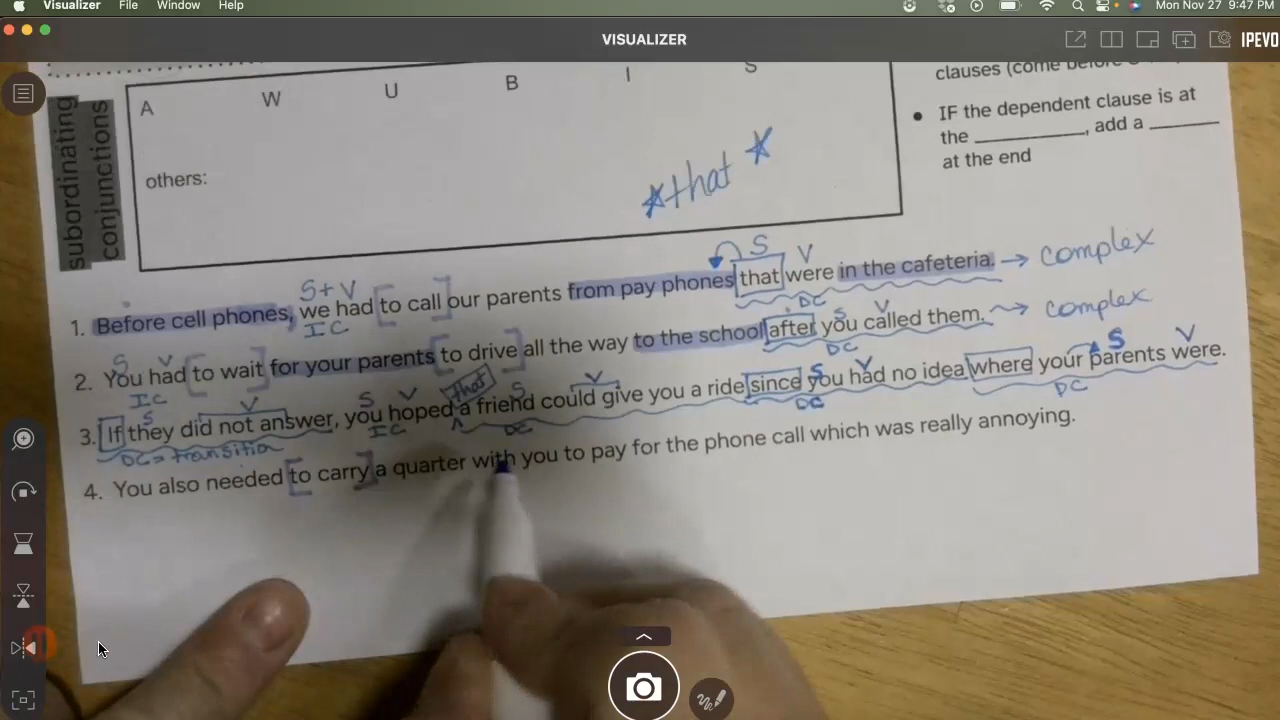 Visualizer File Window Help Mon Nov 27 9:47 PM
VISUALIZER IPEVO
clauses (come before
subordinating conjunctions
A W U B I S
others:
*that*
• IF the dependent clause is at
the ________, add a ________
at the end
S S V
S+V
1. Before cell phones, we had [to call] our parents from pay phones that were in the cafeteria. → complex
IC DC
S V S V
2. You had [to wait] for your parents [to drive] all the way to the school after you called them. → complex
IC DC
S V S V that S V S V S V
3. If they did not answer, you hoped a friend could give you a ride since you had no idea where your parents were.
DC = transition IC DC DC DC
4. You also needed [to carry] a quarter with you to pay for the phone call which was really annoying.